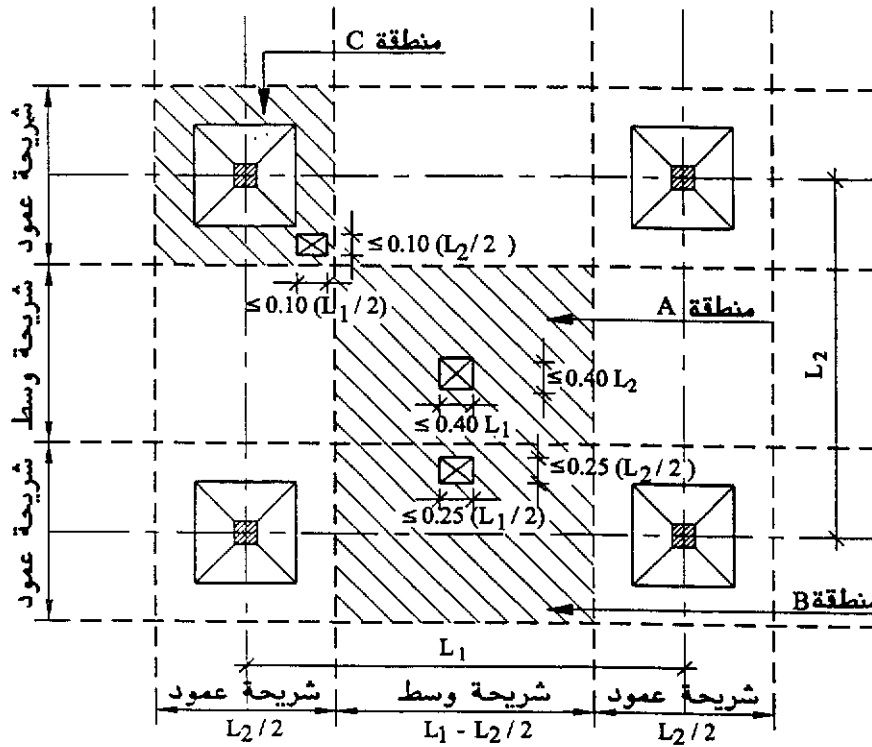 منطقة C
شريحة عمود
≤ 0.10 (L₂/2)
≤ 0.10 (L₁/2)
منطقة A
شريحة وسط
≤ 0.40 L₂
L₂
≤ 0.40 L₁
≤ 0.25 (L₂/2)
≤ 0.25 (L₁/2)
شريحة عمود
منطقة B
L₁
شريحة عمود
شريحة وسط
شريحة عمود
L₂/2
L₁ - L₂/2
L₂/2